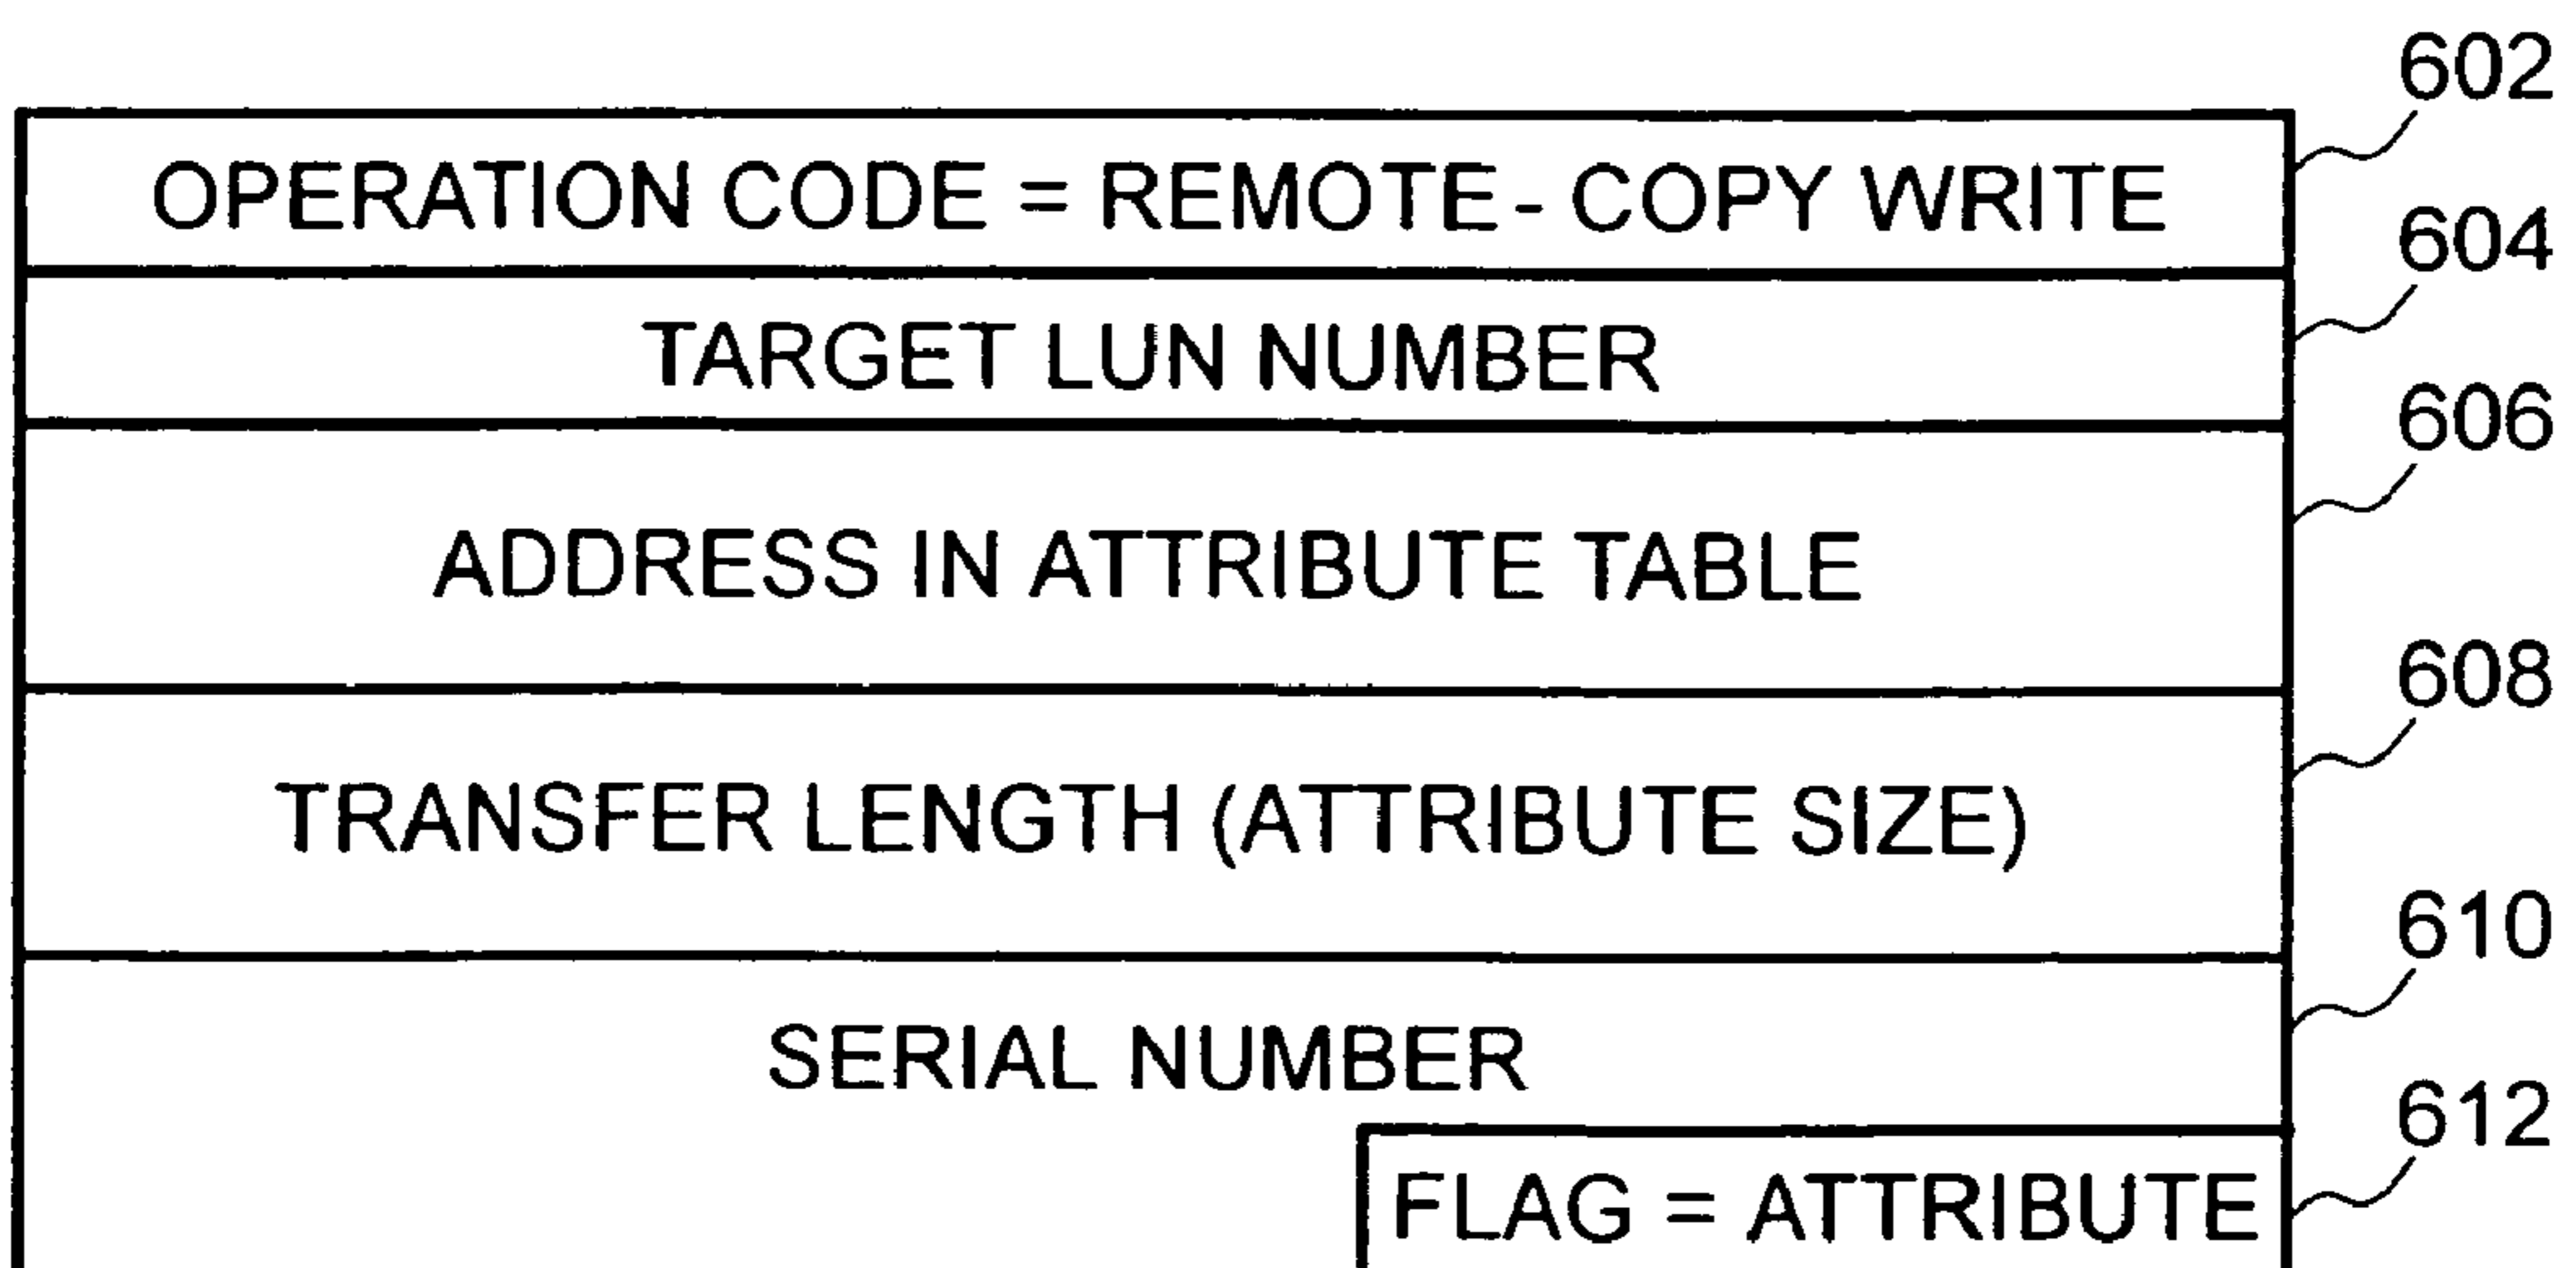 602
OPERATION CODE = REMOTE- COPY WRITE
604
TARGET LUN NUMBER
606
ADDRESS IN ATTRIBUTE TABLE
608
TRANSFER LENGTH (ATTRIBUTE SIZE)
610
SERIAL NUMBER
612
FLAG = ATTRIBUTE